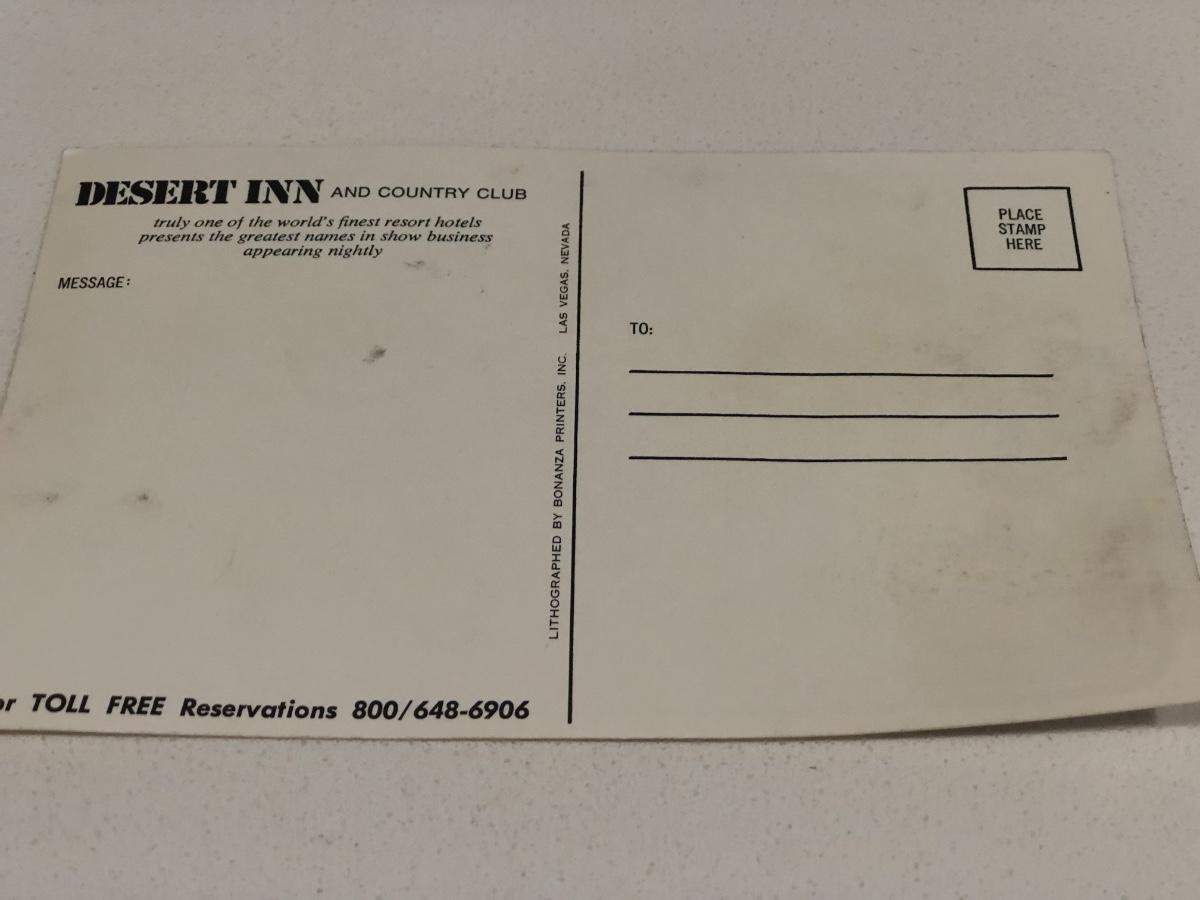 DESERT INN AND COUNTRY CLUB
truly one of the world's finest resort hotels
presents the greatest names in show business
appearing nightly
MESSAGE:
TOLL FREE Reservations 800/648-6906
LITHOGRAPHED BY BONANZA PRINTERS, INC. LAS VEGAS, NEVADA
PLACE
STAMP
HERE
TO: